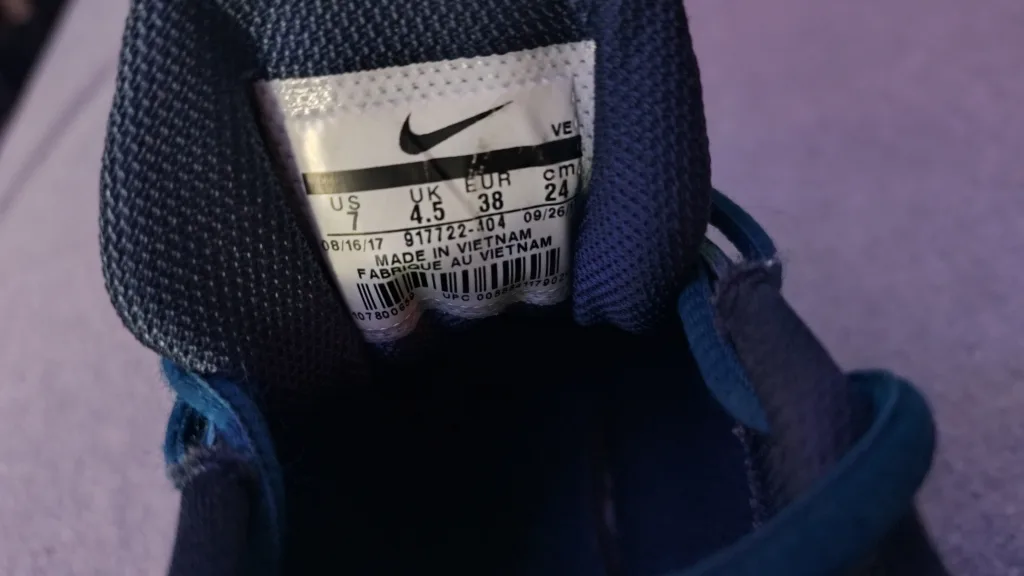 VE
US UK EUR cm
7 4.5 38 24
08/16/17 917722-404 09/26/
MADE IN VIETNAM
FABRIQUE AU VIETNAM
UPC